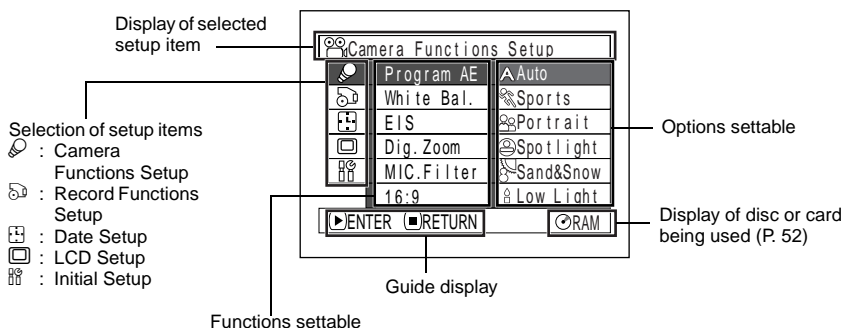 Display of selected
setup item
Camera Functions Setup
Program AE
White Bal.
EIS
Dig.Zoom
MIC.Filter
16:9
A Auto
Sports
Portrait
Spotlight
Sand&Snow
Low Light
ENTER RETURN
RAM
Selection of setup items
: Camera
Functions Setup
: Record Functions
Setup
: Date Setup
: LCD Setup
: Initial Setup
Options settable
Display of disc or card
being used (P. 52)
Guide display
Functions settable